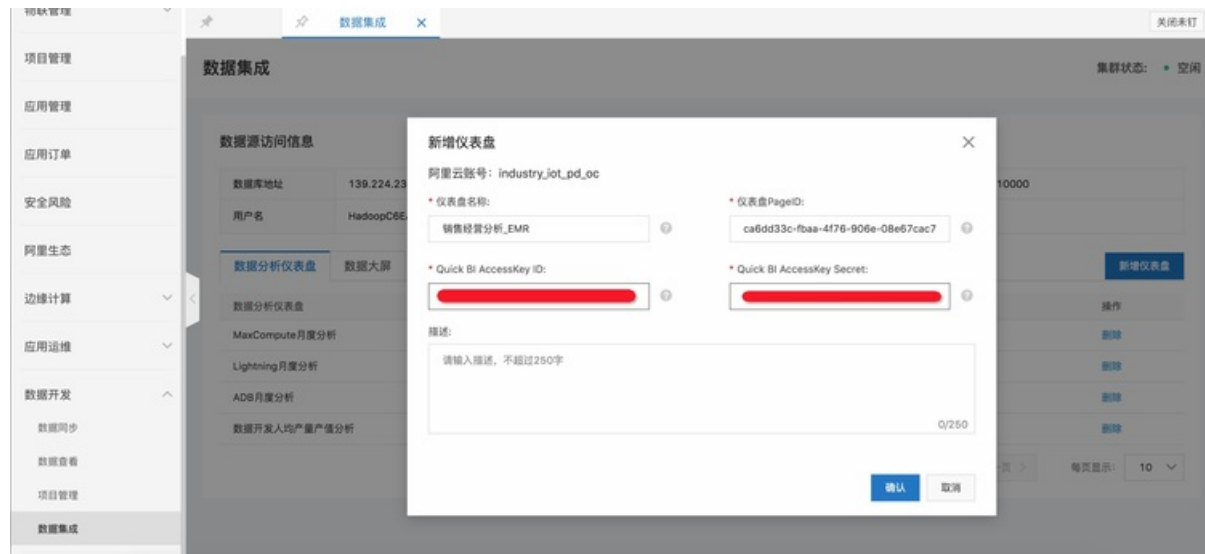 物联管理
数据集成
关闭未钉
项目管理
数据集成
集群状态: 空闲
应用管理
应用订单
数据源访问信息
新增仪表盘
阿里云账号: industry_iot_pd_oc
数据库地址
139.224.23
10000
安全风险
* 仪表盘名称:
* 仪表盘PageID:
用户名
HadoopC6E
销售经营分析_EMR
ca6dd33c-fbaa-4f76-906e-08e67cac7
阿里生态
数据分析仪表盘
数据大屏
* Quick BI AccessKey ID:
* Quick BI AccessKey Secret:
新增仪表盘
边缘计算
数据分析仪表盘
操作
描述:
MaxCompute月度分析
删除
应用运维
请输入描述, 不超过250字
Lightning月度分析
删除
数据开发
ADB月度分析
删除
数据同步
数据开发人均产量产值分析
0/250
删除
数据查看
页
每页显示: 10
项目管理
确认
取消
数据集成